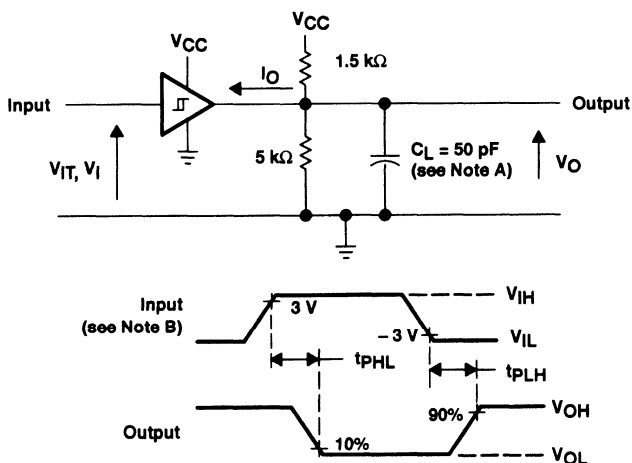 VCC
VCC
1.5 kΩ
IO
Input
Output
5 kΩ
CL = 50 pF
(see Note A)
VIT, VI
VO
Input
(see Note B)
3 V
VIH
– 3 V
VIL
tPHL
tPLH
90%
VOH
Output
10%
VOL